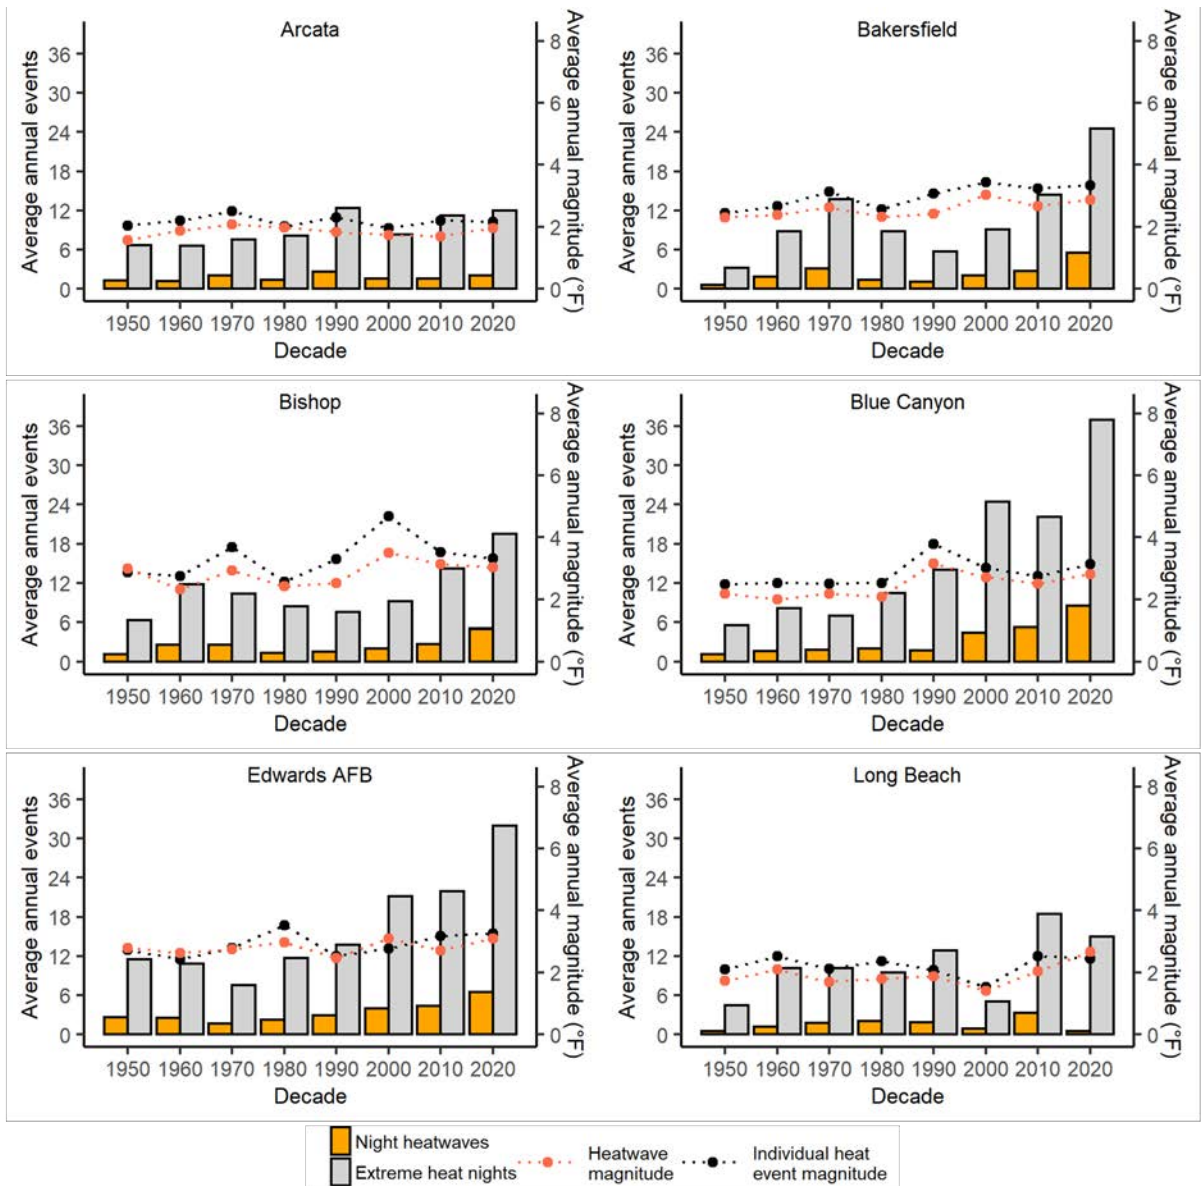 Arcata
Average annual events
36
30
24
18
12
6
0
8
6
4
2
0
Average annual magnitude (°F)
1950 1960 1970 1980 1990 2000 2010 2020
Decade
Bakersfield
Average annual events
36
30
24
18
12
6
0
8
6
4
2
0
Average annual magnitude (°F)
1950 1960 1970 1980 1990 2000 2010 2020
Decade
Bishop
Average annual events
36
30
24
18
12
6
0
8
6
4
2
0
Average annual magnitude (°F)
1950 1960 1970 1980 1990 2000 2010 2020
Decade
Blue Canyon
Average annual events
36
30
24
18
12
6
0
8
6
4
2
0
Average annual magnitude (°F)
1950 1960 1970 1980 1990 2000 2010 2020
Decade
Edwards AFB
Average annual events
36
30
24
18
12
6
0
8
6
4
2
0
Average annual magnitude (°F)
1950 1960 1970 1980 1990 2000 2010 2020
Decade
Long Beach
Average annual events
36
30
24
18
12
6
0
8
6
4
2
0
Average annual magnitude (°F)
1950 1960 1970 1980 1990 2000 2010 2020
Decade
Night heatwaves
Extreme heat nights
Heatwave
magnitude
Individual heat
event magnitude